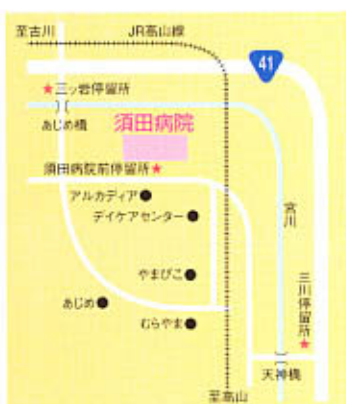 至古川
JR高山線
41
★三ッ岩停留所
あじめ橋
須田病院
須田病院前停留所★
アルカディア●
デイケアセンター●
宮川
やまびこ●
三川停留所★
あじめ●
むらやま●
天神橋
至高山